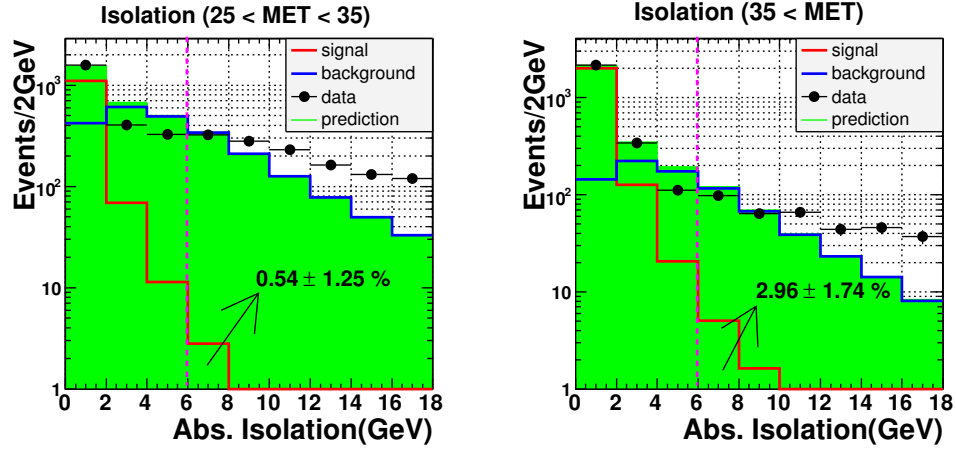 Isolation (25 < MET < 35)
Events/2GeV
signal
background
data
prediction
10³
10²
10
1
0.54 ± 1.25 %
0 2 4 6 8 10 12 14 16 18
Abs. Isolation(GeV)
Isolation (35 < MET)
Events/2GeV
signal
background
data
prediction
10³
10²
10
1
2.96 ± 1.74 %
0 2 4 6 8 10 12 14 16 18
Abs. Isolation(GeV)